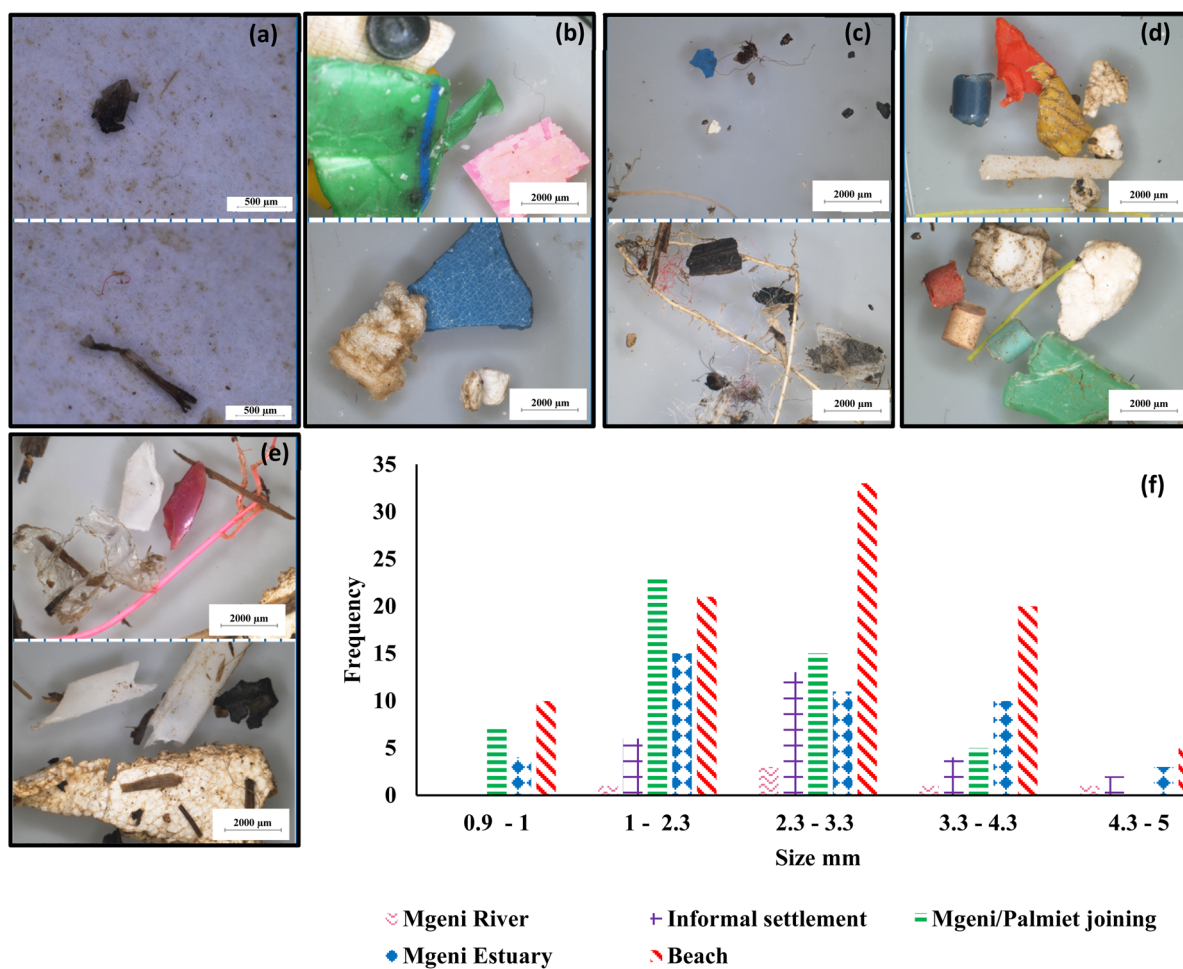 (a)
500 μm
500 μm
(b)
2000 μm
2000 μm
(c)
2000 μm
2000 μm
(d)
2000 μm
2000 μm
(e)
2000 μm
2000 μm
(f)
35
30
25
20
15
10
5
0
Frequency
0.9 - 1
1 - 2.3
2.3 – 3.3
3.3 - 4.3
4.3 - 5
Size mm
Mgeni River
Informal settlement
Mgeni/Palmiet joining
Mgeni Estuary
Beach